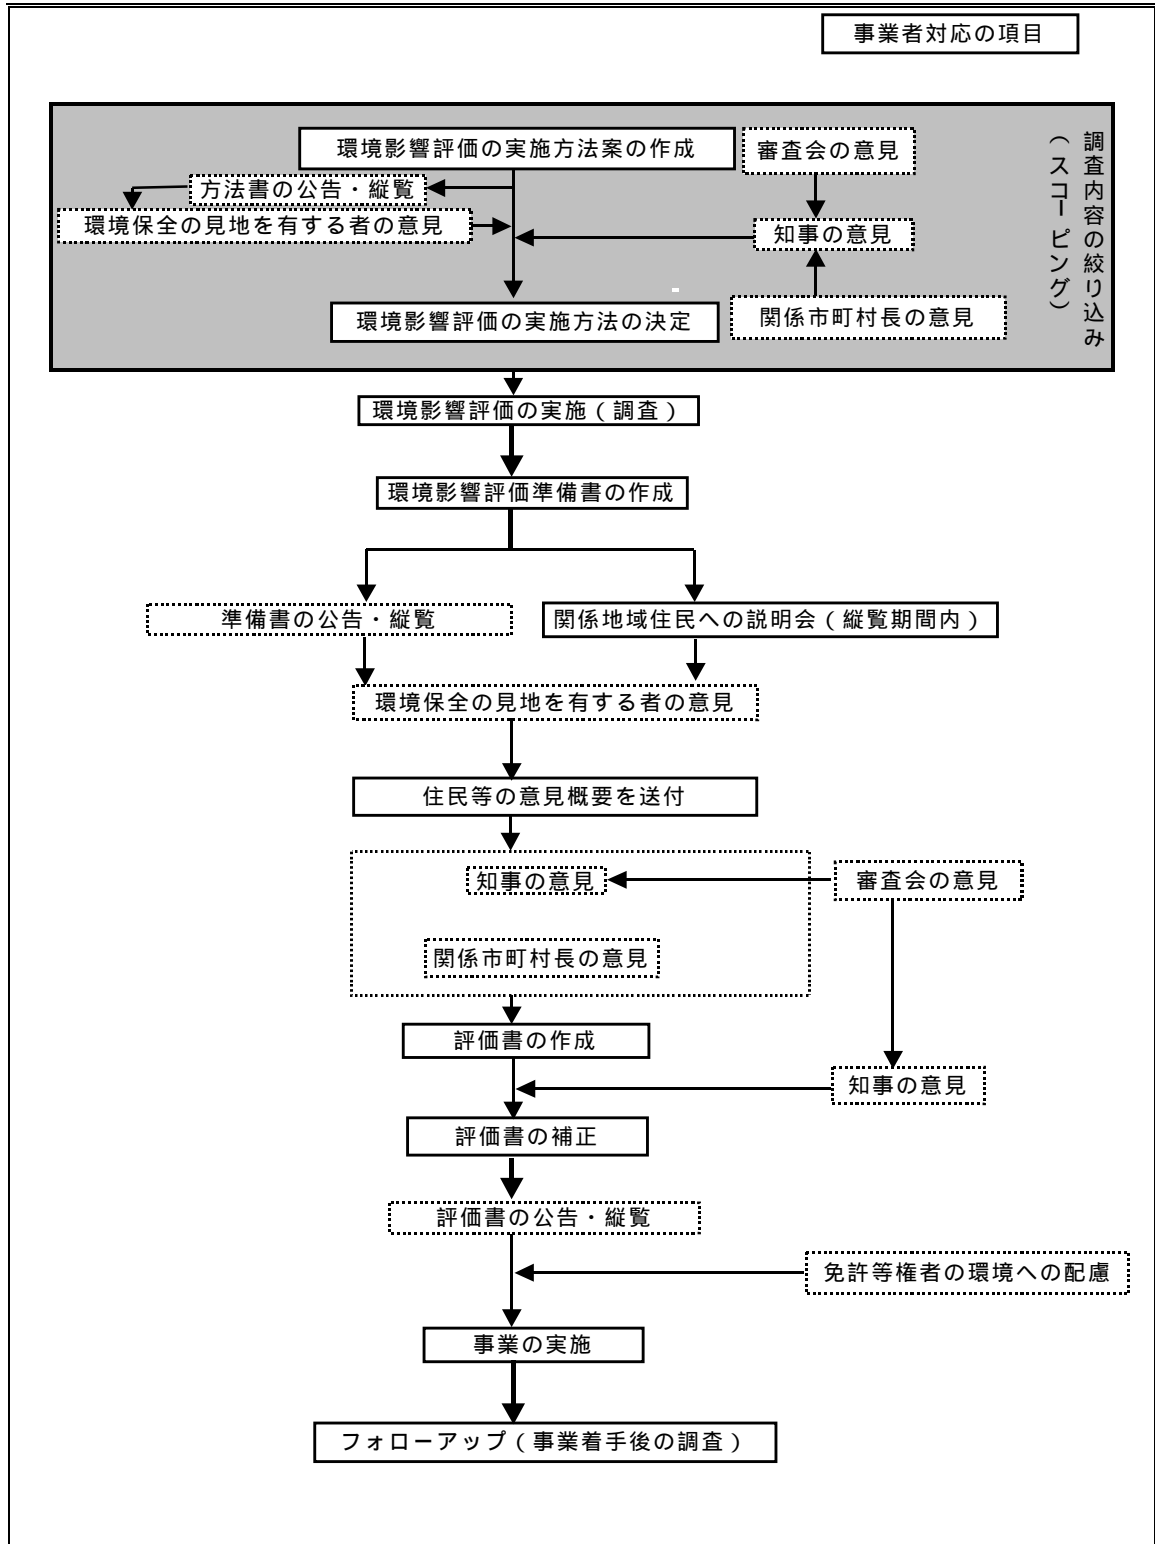 事業者対応の項目
環境影響評価の実施方法案の作成
審査会の意見
調査内容の絞り込み
（スコーピング）
方法書の公告・縦覧
環境保全の見地を有する者の意見
知事の意見
環境影響評価の実施方法の決定
関係市町村長の意見
環境影響評価の実施（調査）
環境影響評価準備書の作成
準備書の公告・縦覧
関係地域住民への説明会（縦覧期間内）
環境保全の見地を有する者の意見
住民等の意見概要を送付
知事の意見
審査会の意見
関係市町村長の意見
評価書の作成
知事の意見
評価書の補正
評価書の公告・縦覧
免許等権者の環境への配慮
事業の実施
フォローアップ（事業着手後の調査）